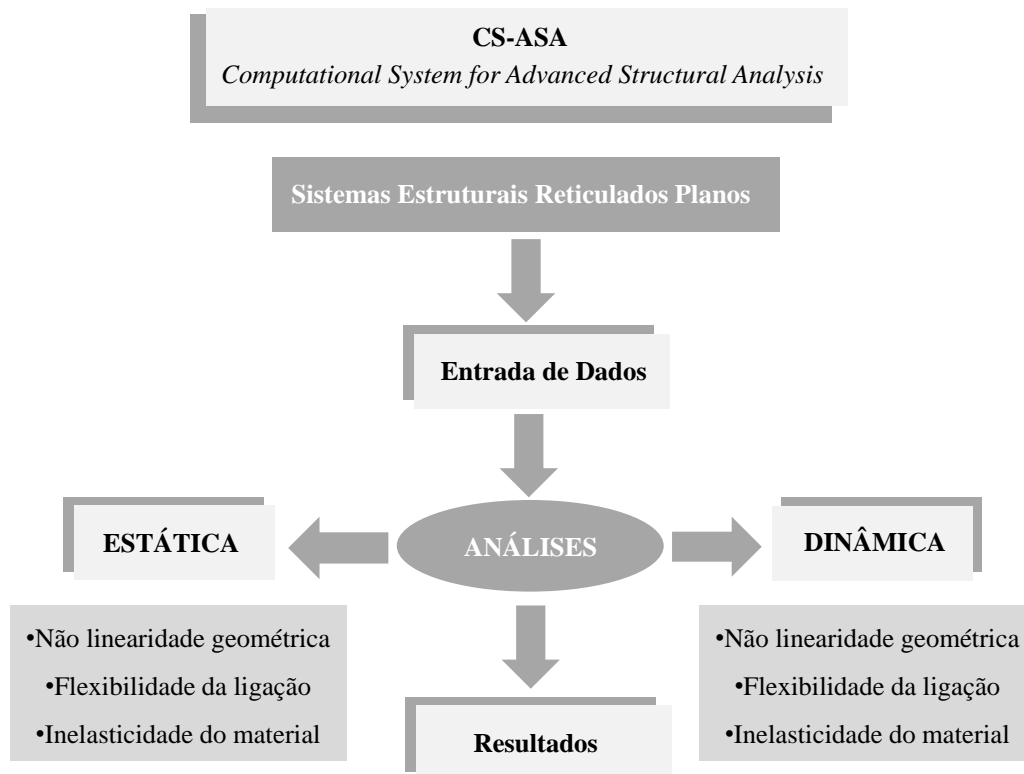 CS-ASA
Computational System for Advanced Structural Analysis
Sistemas Estruturais Reticulados Planos
Entrada de Dados
ANÁLISES
ESTÁTICA
•Não linearidade geométrica
•Flexibilidade da ligação
•Inelasticidade do material
DINÂMICA
•Não linearidade geométrica
•Flexibilidade da ligação
•Inelasticidade do material
Resultados